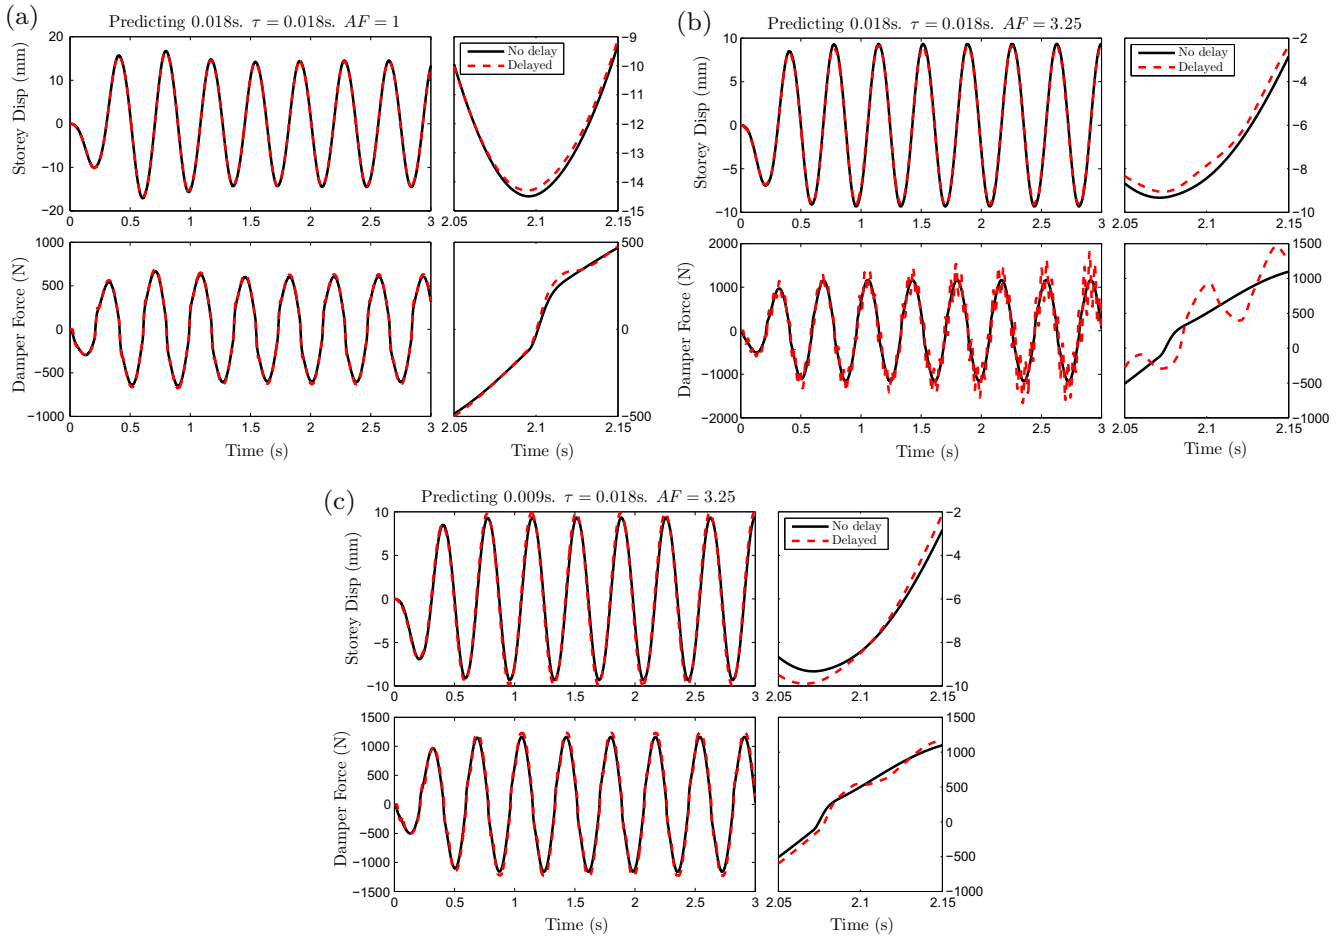 (a)
Predicting 0.018s. τ = 0.018s. AF = 1
Storey Disp (mm)
20
10
0
−10
−20
0 0.5 1 1.5 2 2.5 3
No delay
Delayed
−9
−10
−11
−12
−13
−14
−15
2.05 2.1 2.15
Damper Force (N)
1000
500
0
−500
−1000
0 0.5 1 1.5 2 2.5 3
Time (s)
500
0
−500
2.05 2.1 2.15
Time (s)
(b)
Predicting 0.018s. τ = 0.018s. AF = 3.25
Storey Disp (mm)
10
5
0
−5
−10
0 0.5 1 1.5 2 2.5 3
No delay
Delayed
−2
−4
−6
−8
−10
2.05 2.1 2.15
Damper Force (N)
2000
1000
0
−1000
−2000
0 0.5 1 1.5 2 2.5 3
Time (s)
1500
1000
500
0
−500
1000
2.05 2.1 2.15
Time (s)
(c)
Predicting 0.009s. τ = 0.018s. AF = 3.25
Storey Disp (mm)
10
5
0
−5
−10
0 0.5 1 1.5 2 2.5 3
No delay
Delayed
−2
−4
−6
−8
−10
2.05 2.1 2.15
Damper Force (N)
1500
1000
500
0
−500
−1000
−1500
0 0.5 1 1.5 2 2.5 3
Time (s)
1500
1000
500
0
−500
−1000
2.05 2.1 2.15
Time (s)